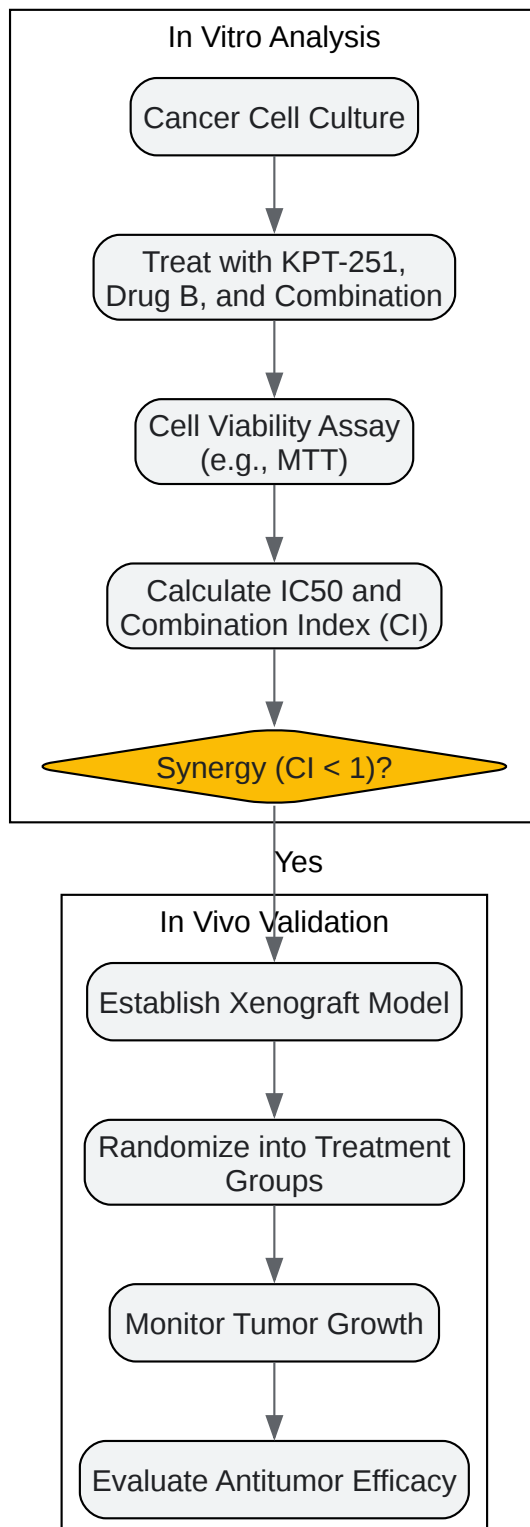 In Vitro Analysis
Cancer Cell Culture
Treat with KPT-251,
Drug B, and Combination
Cell Viability Assay
(e.g., MTT)
Calculate IC50 and
Combination Index (CI)
Synergy (CI < 1)?
Yes
In Vivo Validation
Establish Xenograft Model
Randomize into Treatment
Groups
Monitor Tumor Growth
Evaluate Antitumor Efficacy